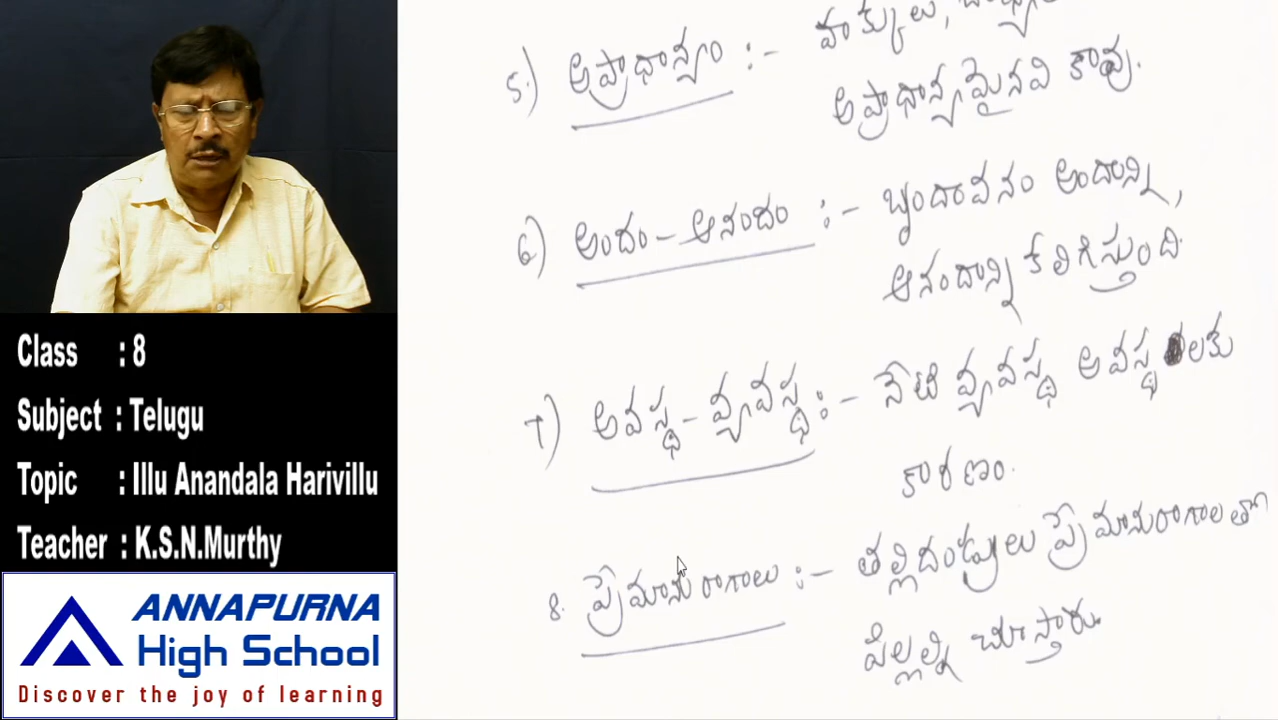 5.) అప్రాధాన్యం :- హక్కులు,
అప్రాధాన్యమైనవి కావు.
6) అందం - ఆనందం :- బృందావనం అందాన్ని,
ఆనందాన్ని కలిగిస్తుంది.
7) అవస్థ - వ్యవస్థ :- నేటి వ్యవస్థ అవస్థలకు
కారణం.
8. ప్రేమానురాగాలు :- తల్లిదండ్రులు ప్రేమానురాగాలతో
పిల్లల్ని చూస్తారు.
Class : 8
Subject : Telugu
Topic : Illu Anandala Harivillu
Teacher : K.S.N.Murthy
ANNAPURNA
High School
Discover the joy of learning